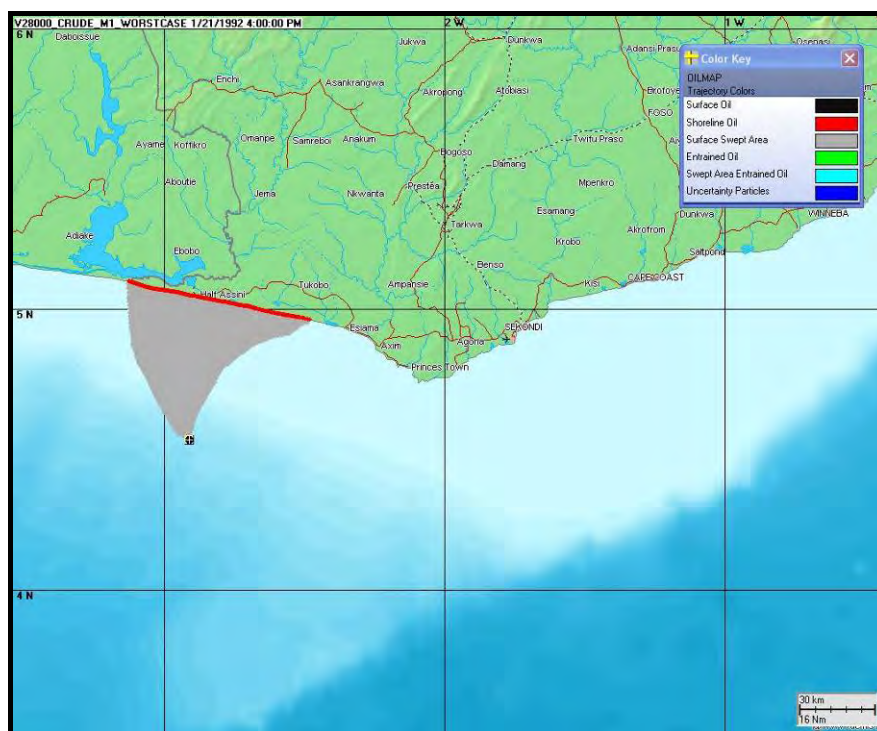 V28000_CRUDE_M1_WORSTCASE 1/21/1992 4:00:00 PM
2 W
1 W
6 N
Daboissue
Jukwa
Dunkwa
Adansi Prasu
Osenasi
Color Key
OILMAP
Trajectory Colors
Surface Oil
Shoreline Oil
Surface Swept Area
Entrained Oil
Swept Area Entrained Oil
Uncertainty Particles
Enchi
Asankrangwa
Akropong
Atobiasi
Brofoye
FOSO
Ayame
Koffikro
Omanpe
Samreboi
Anakum
Bogoso
Twifu Praso
Damang
Aboutie
Jema
Nkwanta
Prestea
Mpenkro
Esamang
Dunkwa
WINNEBA
Adiake
Ebobo
Tarkwa
Krobo
Akrofrom
Saltpond
Benso
Half Assini
Tukobo
Ampansie
Kisi
CAPE COAST
5 N
Esiama
Axim
Agona
SEKONDI
Princes Town
4 N
30 km
16 Nm